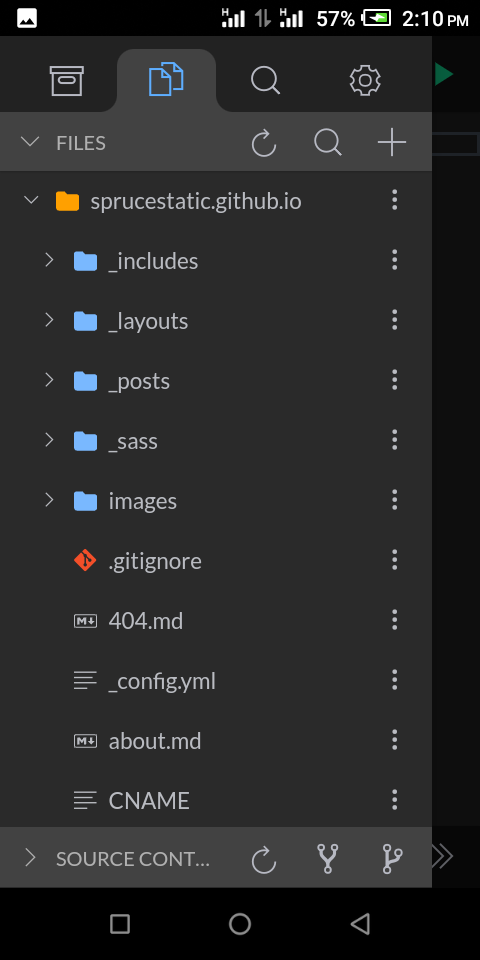 H H 57% 2:10 PM
FILES
sprucestatic.github.io
_includes
_layouts
_posts
_sass
images
.gitignore
M 404.md
_config.yml
M about.md
CNAME
SOURCE CONT...